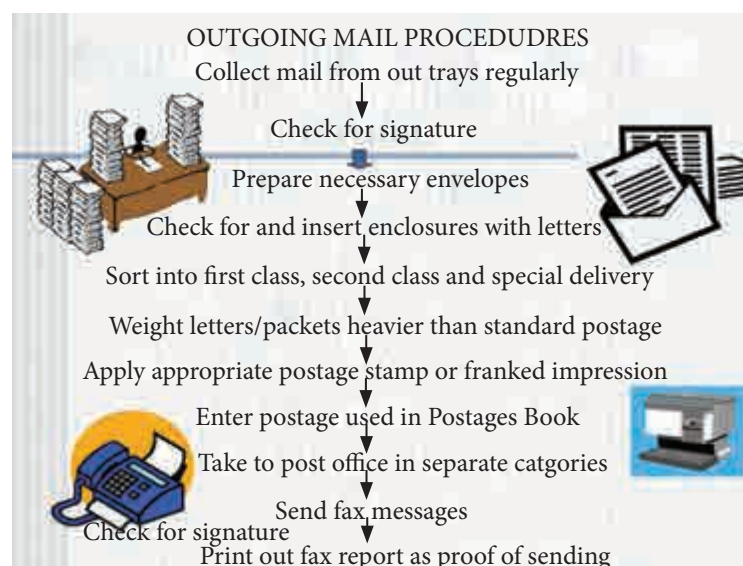 OUTGOING MAIL PROCEDUDRES
Collect mail from out trays regularly
Check for signature
Prepare necessary envelopes
Check for and insert enclosures with letters
Sort into first class, second class and special delivery
Weight letters/packets heavier than standard postage
Apply appropriate postage stamp or franked impression
Enter postage used in Postages Book
Take to post office in separate catgories
Send fax messages
Check for signature
Print out fax report as proof of sending